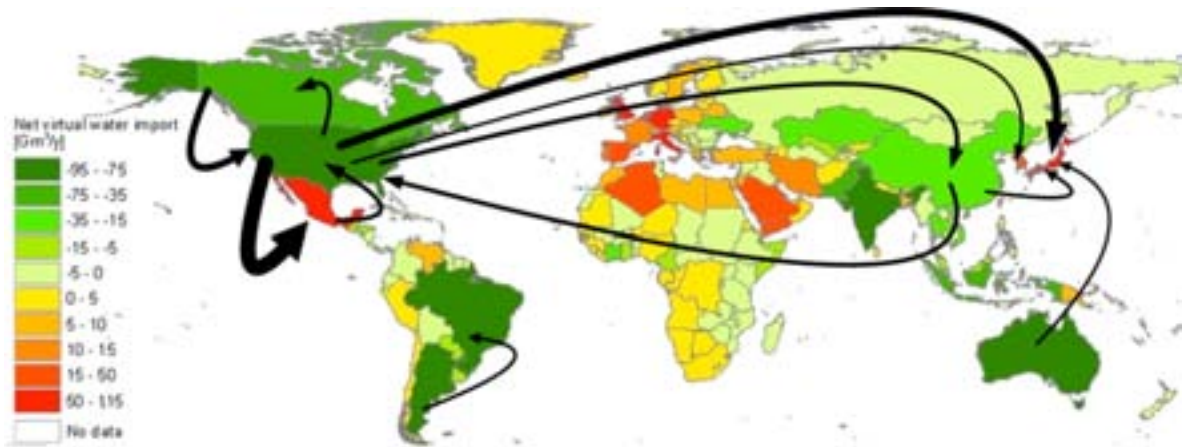 Net virtual water import
[Gm³/y]
-95 - -75
-75 - -35
-35 - -15
-15 - -5
-5 - 0
0 - 5
5 - 10
10 - 15
15 - 50
50 - 115
No data